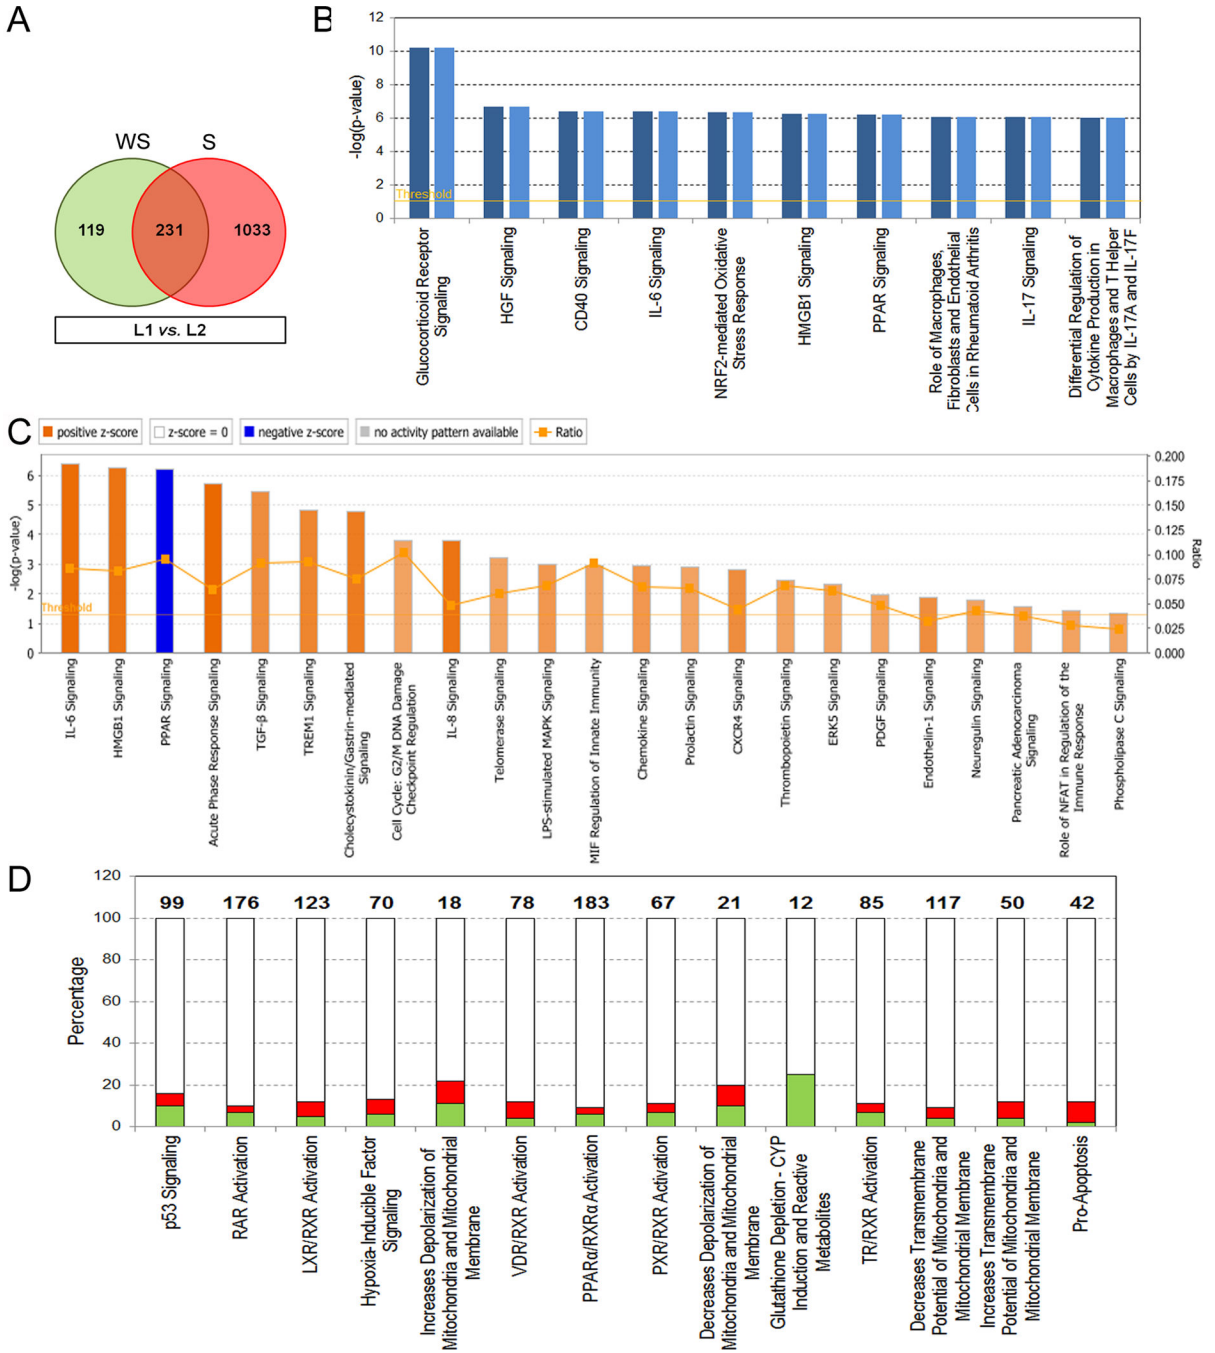 A
WS
S
119
231
1033
L1 vs. L2
B
12
10
8
6
4
2
0
-log(p-value)
Threshold
Glucocorticoid Receptor
Signaling
HGF Signaling
CD40 Signaling
IL-6 Signaling
NRF2-mediated Oxidative
Stress Response
HMGB1 Signaling
PPAR Signaling
Role of Macrophages,
Fibroblasts and Endothelial
Cells in Rheumatoid Arthritis
IL-17 Signaling
Differential Regulation of
Cytokine Production in
Macrophages and T Helper
Cells by IL-17A and IL-17F
C
positive z-score
z-score = 0
negative z-score
no activity pattern available
Ratio
6
5
4
3
2
1
0
-log(p-value)
Threshold
0.200
0.175
0.150
0.125
0.100
0.075
0.050
0.025
0.000
Ratio
IL-6 Signaling
HMGB1 Signaling
PPAR Signaling
Acute Phase Response Signaling
TGF-β Signaling
TREM1 Signaling
Cholecystokinin/Gastrin-mediated
Signaling
Cell Cycle: G2/M DNA Damage
Checkpoint Regulation
IL-8 Signaling
Telomerase Signaling
LPS-stimulated MAPK Signaling
MIF Regulation of Innate Immunity
Chemokine Signaling
Prolactin Signaling
CXCR4 Signaling
Thrombopoietin Signaling
ERK5 Signaling
PDGF Signaling
Endothelin-1 Signaling
Neuregulin Signaling
Pancreatic Adenocarcinoma
Signaling
Role of NFAT in Regulation of the
Immune Response
Phospholipase C Signaling
D
120
100
80
60
40
20
0
Percentage
99
176
123
70
18
78
183
67
21
12
85
117
50
42
p53 Signaling
RAR Activation
LXR/RXR Activation
Hypoxia-Inducible Factor
Signaling
Increases Depolarization of
Mitochondria and Mitochondrial
Membrane
VDR/RXR Activation
PPARα/RXRα Activation
PXR/RXR Activation
Decreases Depolarization of
Mitochondria and Mitochondrial
Membrane
Glutathione Depletion - CYP
Induction and Reactive
Metabolites
TR/RXR Activation
Decreases Transmembrane
Potential of Mitochondria and
Mitochondrial Membrane
Increases Transmembrane
Potential of Mitochondria and
Mitochondrial Membrane
Pro-Apoptosis